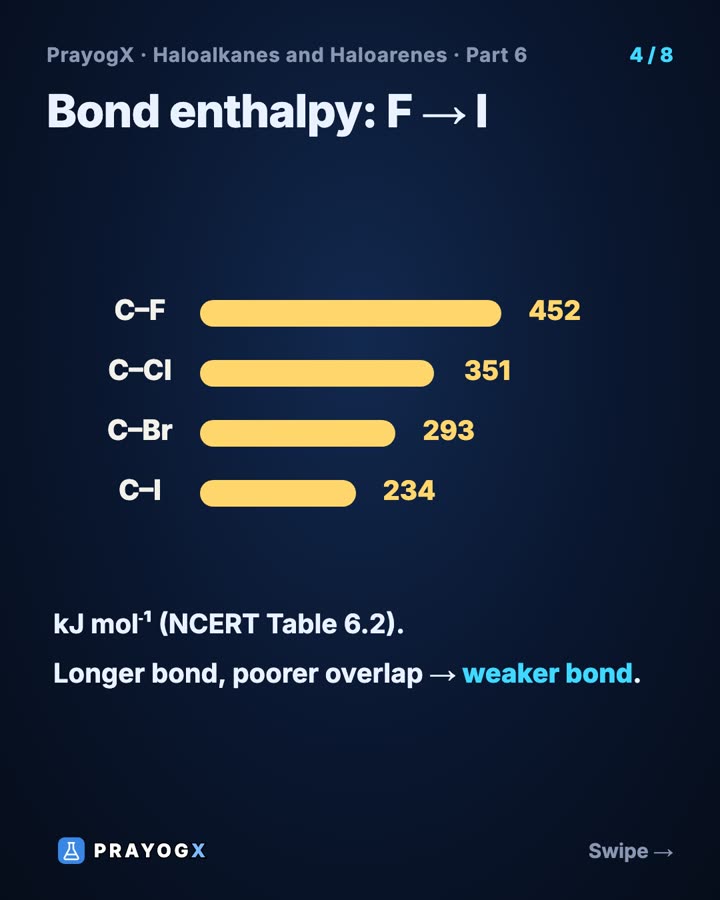 PrayogX · Haloalkanes and Haloarenes · Part 6
4 / 8
Bond enthalpy: F → I
C–F 452
C–Cl 351
C–Br 293
C–I 234
kJ mol⁻¹ (NCERT Table 6.2).
Longer bond, poorer overlap → weaker bond.
PRAYOGX
Swipe →